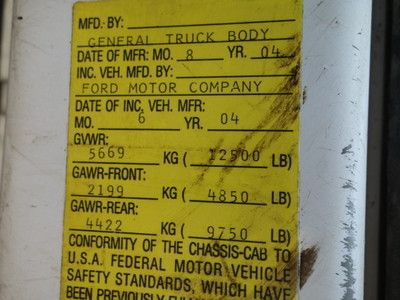 MFD. BY:
GENERAL TRUCK BODY
DATE OF MFR: MO. 8 YR. 04
INC. VEH. MFD. BY:
FORD MOTOR COMPANY
DATE OF INC. VEH. MFR:
MO. 6 YR. 04
GVWR:
5669 KG ( 12500 LB)
GAWR-FRONT:
2199 KG ( 4850 LB)
GAWR-REAR:
4422 KG ( 9750 LB)
CONFORMITY OF THE CHASSIS-CAB TO
U.S.A. FEDERAL MOTOR VEHICLE
SAFETY STANDARDS, WHICH HAVE
BEEN PREVIOUSLY